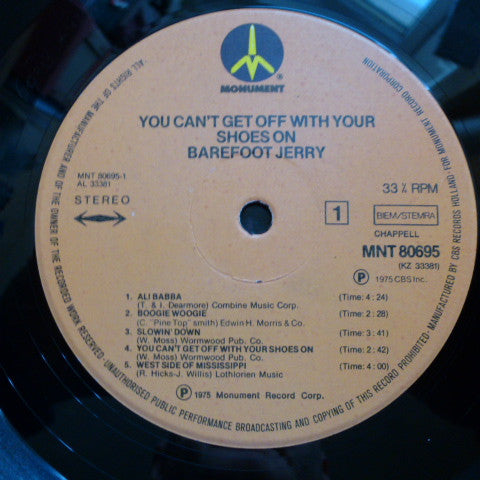 MONUMENT ®
YOU CAN'T GET OFF WITH YOUR
SHOES ON
BAREFOOT JERRY
MNT 80695-1
AL 33381
STEREO
33 ⅓ RPM
1
BIEM/STEMRA
CHAPPELL
MNT 80695
(KZ 33381)
Ⓟ 1975 CBS Inc.
1. ALI BABBA (Time: 4:24)
(T. & I. Dearmore) Combine Music Corp.
2. BOOGIE WOOGIE (Time: 2:28)
(C. "Pine Top" smith) Edwin H. Morris & Co.
3. SLOWIN' DOWN (Time: 3:41)
(W. Moss) Wormwood Pub. Co.
4. YOU CAN'T GET OFF WITH YOUR SHOES ON (Time: 2:42)
(W. Moss) Wormwood Pub. Co.
5. WEST SIDE OF MISSISSIPPI (Time: 4:00)
(R. Hicks-J. Willis) Lothlorien Music
Ⓟ 1975 Monument Record Corp.
·ALL RIGHTS OF THE MANUFACTURER AND OF THE OWNER OF THE RECORDED WORK RESERVED-UNAUTHORISED PUBLIC PERFORMANCE BROADCASTING AND COPYING OF THIS RECORD PROHIBITED·MANUFACTURED BY CBS RECORDS HOLLAND FOR MONUMENT RECORD CORPORATION